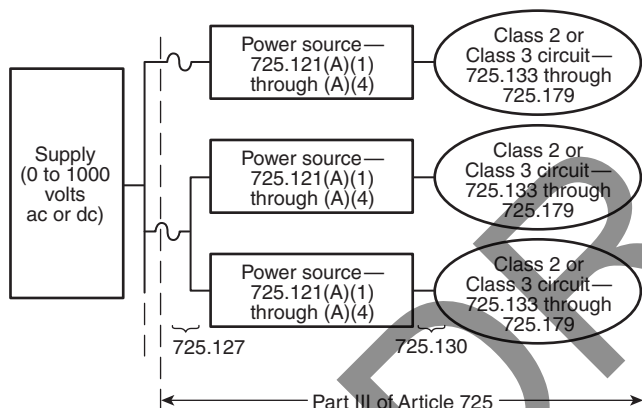 Supply
(0 to 1000
volts
ac or dc)
Power source—
725.121(A)(1)
through (A)(4)
Class 2 or
Class 3 circuit—
725.133 through
725.179
Power source—
725.121(A)(1)
through (A)(4)
Class 2 or
Class 3 circuit—
725.133 through
725.179
Power source—
725.121(A)(1)
through (A)(4)
Class 2 or
Class 3 circuit—
725.133 through
725.179
725.127
725.130
Part III of Article 725
DR